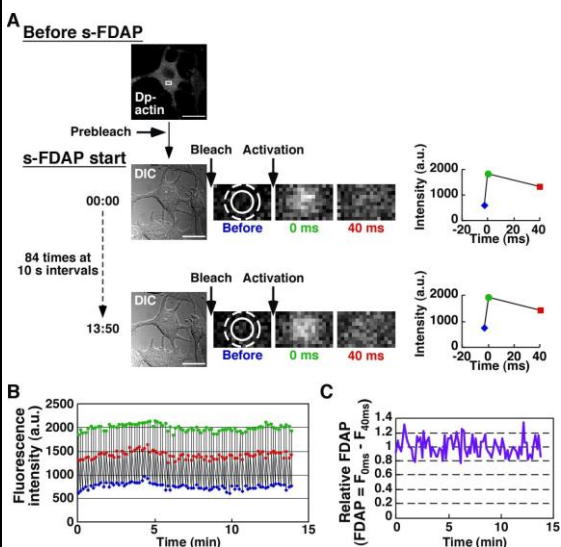 A
Before s-FDAP
Dp-
actin
Prebleach
s-FDAP start
Bleach Activation
DIC
00:00
Before 0 ms 40 ms
Intensity (a.u.)
2000
1000
0
-20 0 20 40
Time (ms)
84 times at
10 s intervals
Bleach Activation
DIC
13:50
Before 0 ms 40 ms
Intensity (a.u.)
2000
1000
0
-20 0 20 40
Time (ms)
B
Fluorescence
intensity (a.u.)
2500
2000
1500
1000
500
0
0 5 10 15
Time (min)
C
Relative FDAP
(FDAP = F0ms - F40ms)
1.4
1.2
1
0.8
0.6
0.4
0.2
0
0 5 10 15
Time (min)